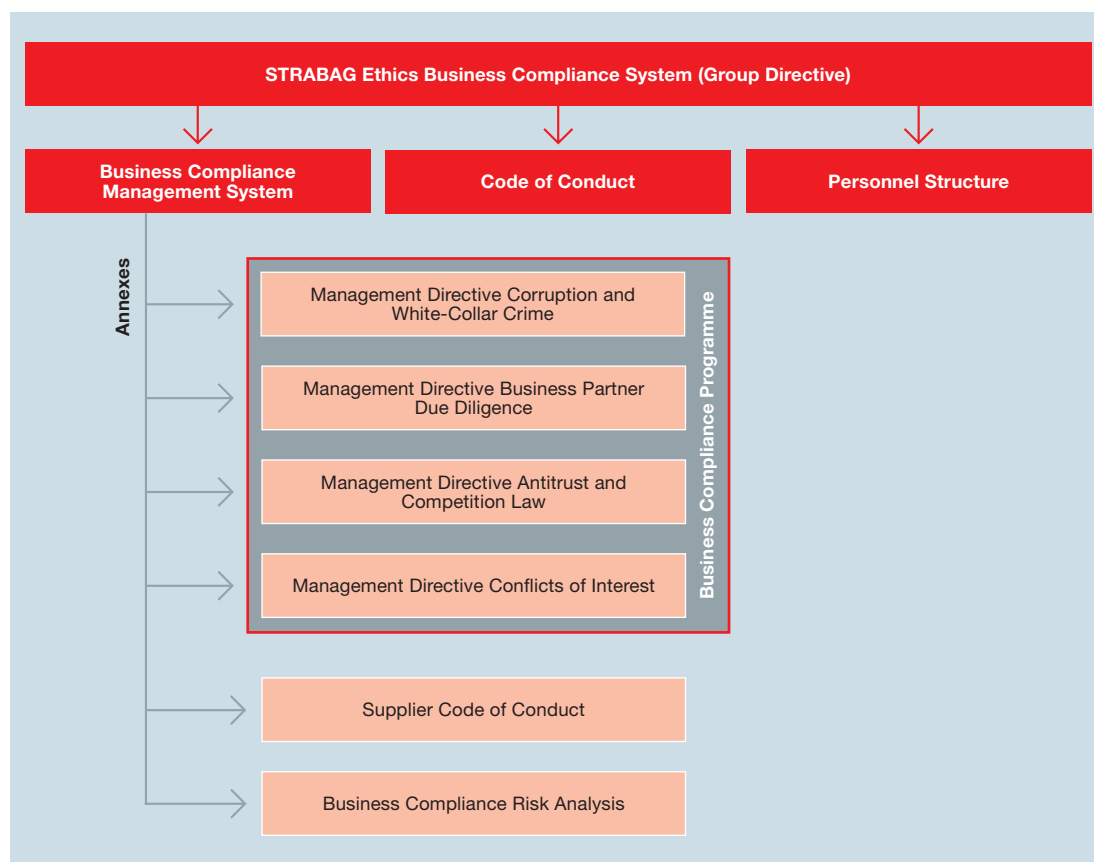 STRABAG Ethics Business Compliance System (Group Directive)
Business Compliance
Management System
Code of Conduct
Personnel Structure
Annexes
Management Directive Corruption and
White-Collar Crime
Management Directive Business Partner
Due Diligence
Management Directive Antitrust and
Competition Law
Management Directive Conflicts of Interest
Business Compliance Programme
Supplier Code of Conduct
Business Compliance Risk Analysis